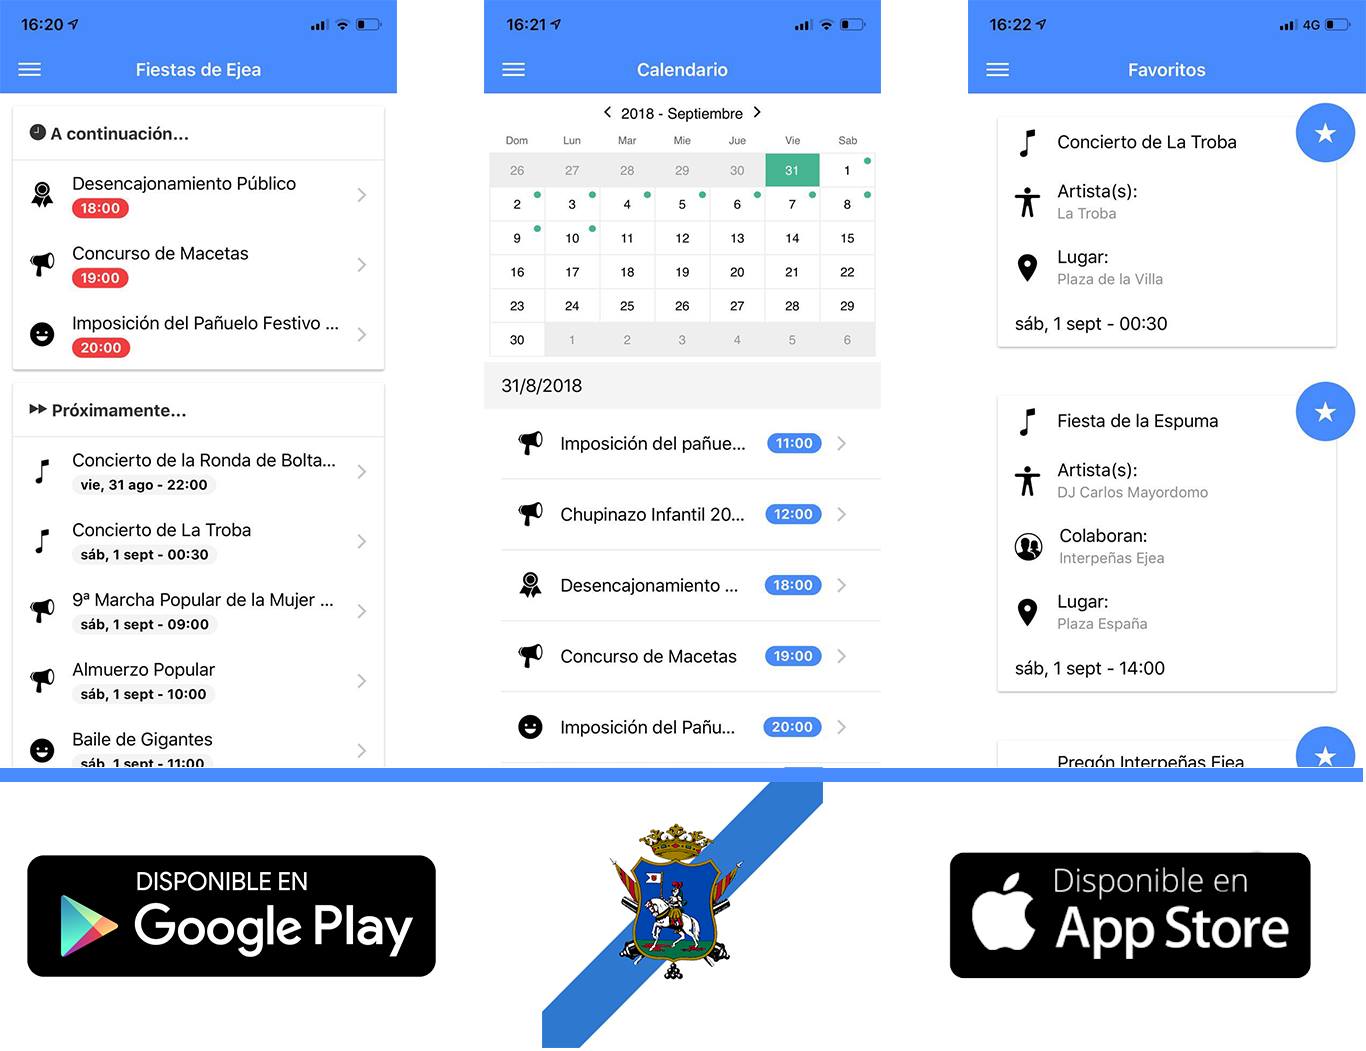 16:20
Fiestas de Ejea
A continuación...
Desencajonamiento Público
18:00
Concurso de Macetas
19:00
Imposición del Pañuelo Festivo ...
20:00
Próximamente...
Concierto de la Ronda de Bolta...
vie, 31 ago - 22:00
Concierto de La Troba
sáb, 1 sept - 00:30
9ª Marcha Popular de la Mujer ...
sáb, 1 sept - 09:00
Almuerzo Popular
sáb, 1 sept - 10:00
Baile de Gigantes
sáb, 1 sept - 11:00
16:21
Calendario
2018 - Septiembre
Dom Lun Mar Mie Jue Vie Sab
26 27 28 29 30 31 1
2 3 4 5 6 7 8
9 10 11 12 13 14 15
16 17 18 19 20 21 22
23 24 25 26 27 28 29
30 1 2 3 4 5 6
31/8/2018
Imposición del pañue... 11:00
Chupinazo Infantil 20... 12:00
Desencajonamiento ... 18:00
Concurso de Macetas 19:00
Imposición del Pañu... 20:00
16:22 4G
Favoritos
Concierto de La Troba
Artista(s):
La Troba
Lugar:
Plaza de la Villa
sáb, 1 sept - 00:30
Fiesta de la Espuma
Artista(s):
DJ Carlos Mayordomo
Colaboran:
Interpeñas Ejea
Lugar:
Plaza España
sáb, 1 sept - 14:00
Pregón Interpeñas Ejea
DISPONIBLE EN
Google Play
Disponible en
App Store